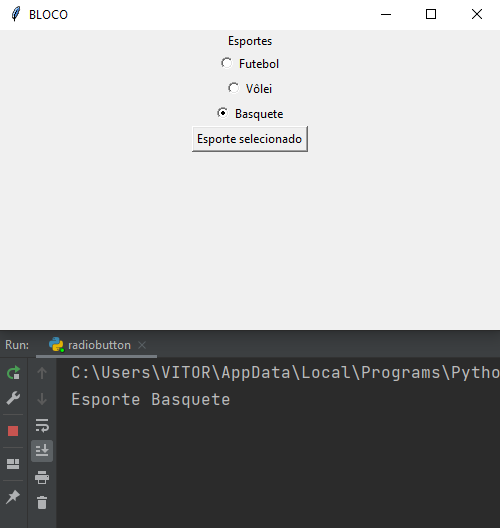 BLOCO
Esportes
Futebol
Vôlei
Basquete
Esporte selecionado
Run: radiobutton
C:\Users\VITOR\AppData\Local\Programs\Pytho
Esporte Basquete